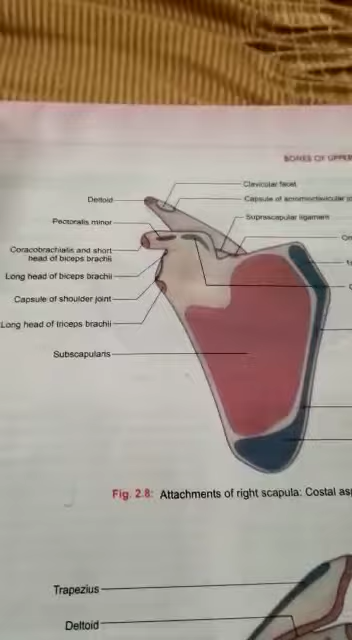 BONES OF UPPER
Clavicular facet
Deltoid
Capsule of acromioclavicular jo
Pectoralis minor
Suprascapular ligament
Coracobrachialis and short
head of biceps brachii
Long head of biceps brachii
Capsule of shoulder joint
Long head of triceps brachii
Subscapularis
Fig. 2.8: Attachments of right scapula: Costal asp
Trapezius
Deltoid